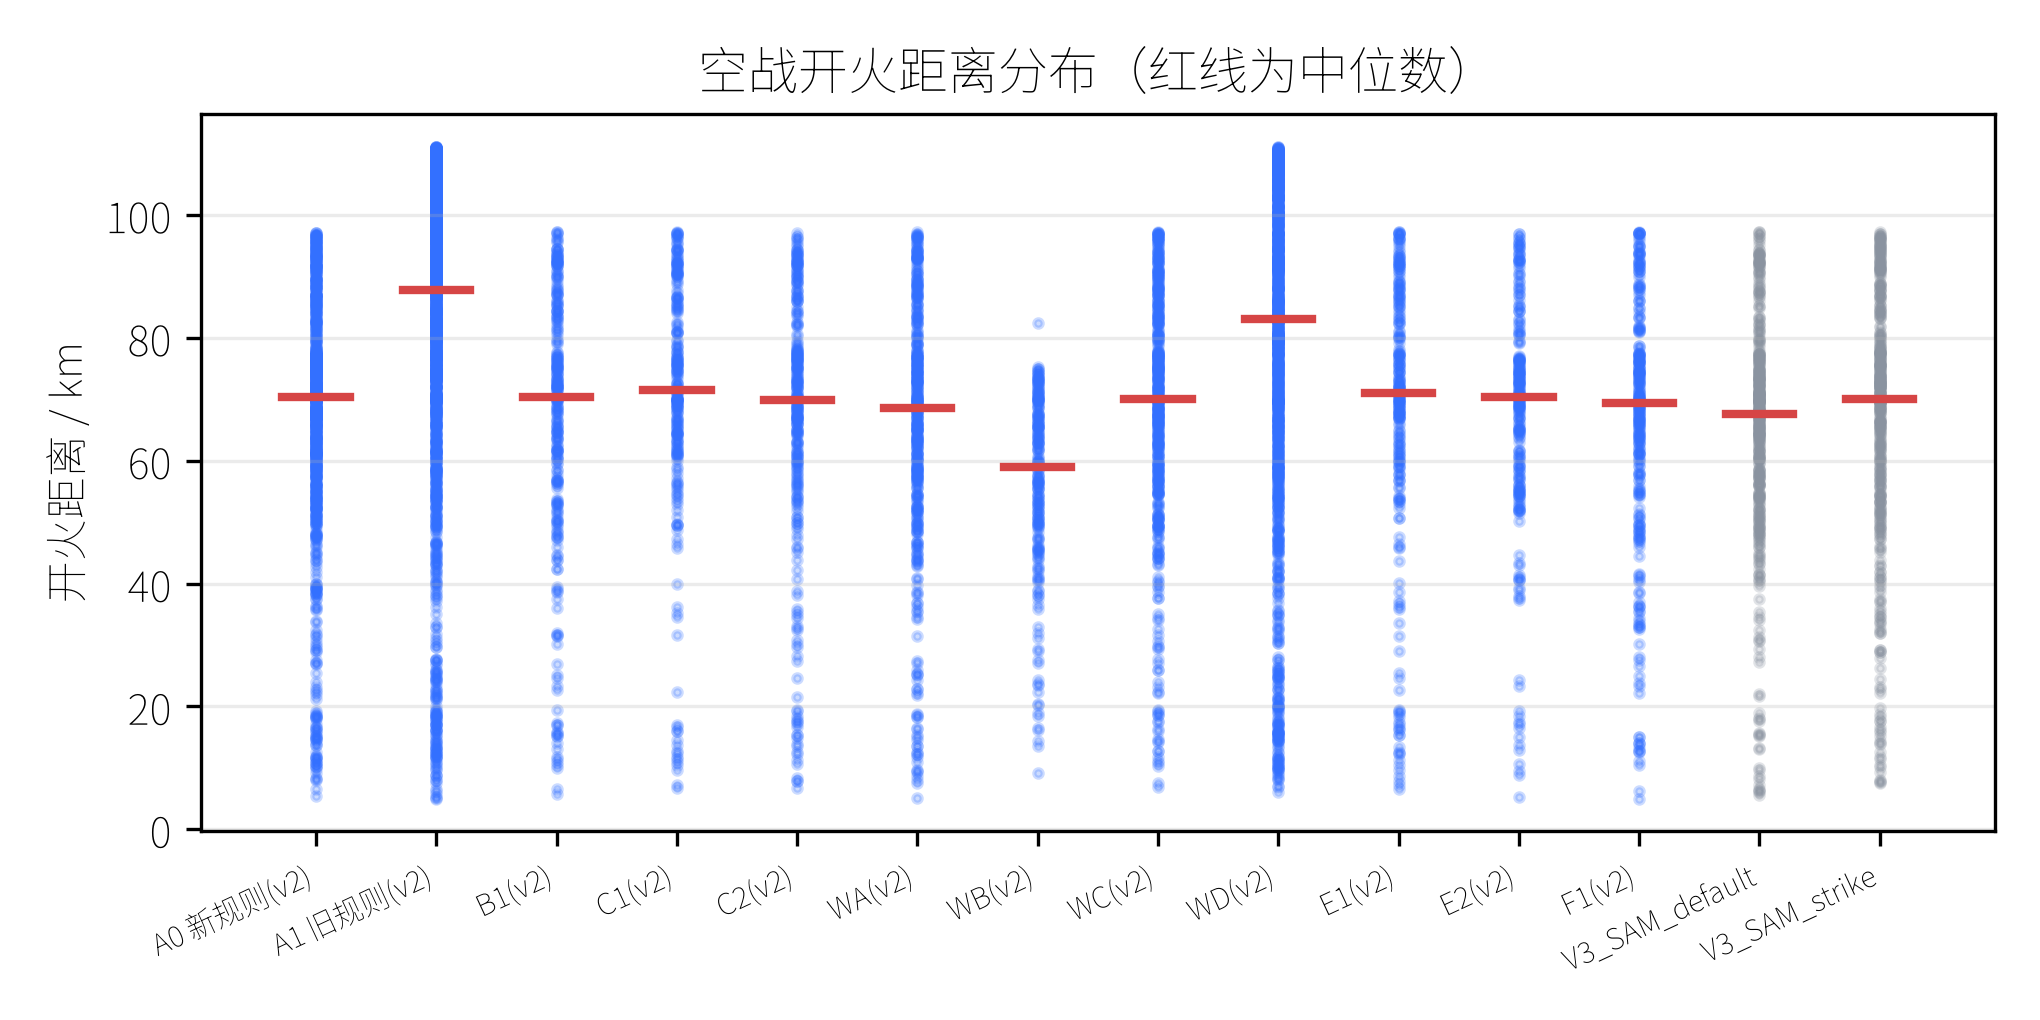 空战开火距离分布（红线为中位数）
开火距离 / km
100
80
60
40
20
0
A0 新规则(v2)
A1 旧规则(v2)
B1(v2)
C1(v2)
C2(v2)
WA(v2)
WB(v2)
WC(v2)
WD(v2)
E1(v2)
E2(v2)
F1(v2)
V3_SAM_default
V3_SAM_strike